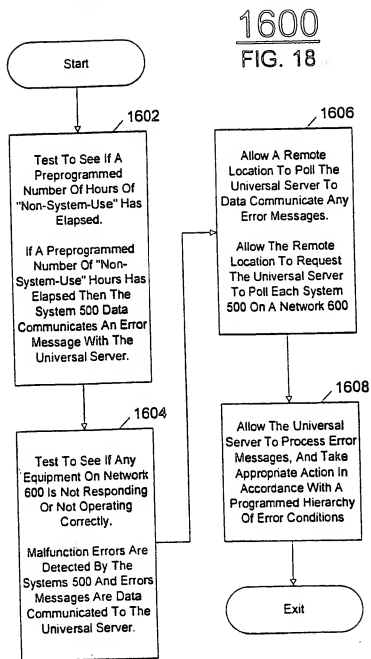 1600
FIG. 18
Start
1602
Test To See If A
Preprogrammed
Number Of Hours Of
"Non-System-Use" Has
Elapsed.
If A Preprogrammed
Number Of "Non-
System-Use" Hours Has
Elapsed Then The
System 500 Data
Communicates An Error
Message With The
Universal Server.
1604
Test To See If Any
Equipment On Network
600 Is Not Responding
Or Not Operating
Correctly.
Malfunction Errors Are
Detected By The
Systems 500 And Errors
Messages Are Data
Communicated To The
Universal Server.
1606
Allow A Remote
Location To Poll The
Universal Server To
Data Communicate Any
Error Messages.
Allow The Remote
Location To Request
The Universal Server
To Poll Each System
500 On A Network 600
1608
Allow The Universal
Server To Process Error
Messages, And Take
Appropriate Action In
Accordance With A
Programmed Hierarchy
Of Error Conditions
Exit